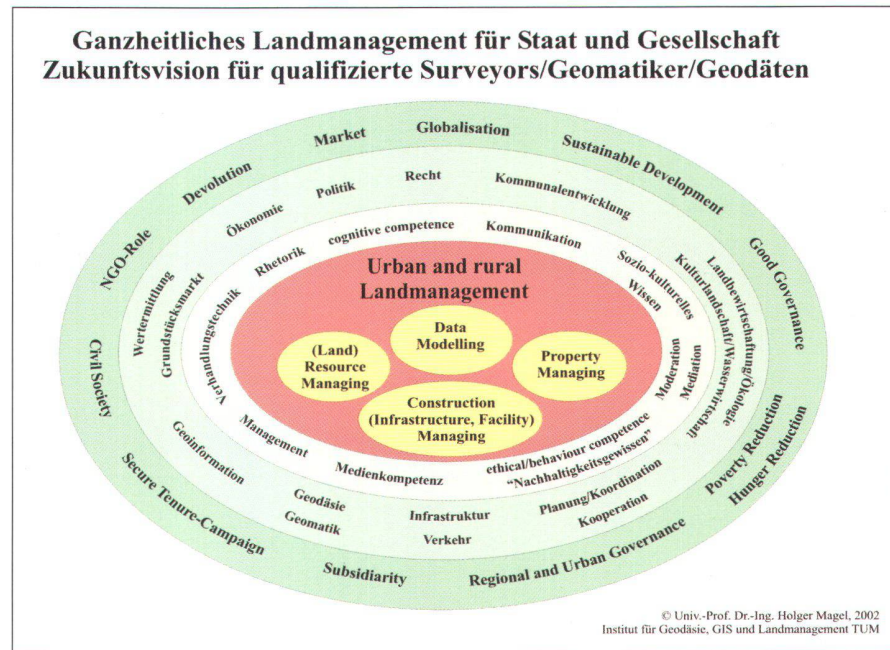 Ganzheitliches Landmanagement für Staat und Gesellschaft
Zukunftsvision für qualifizierte Surveyors/Geomatiker/Geodäten
NGO-Role
Devolution
Market
Globalisation
Sustainable Development
Good Governance
Poverty Reduction
Hunger Reduction
Regional and Urban Governance
Subsidiarity
Secure Tenure-Campaign
Civil Society
Wertermittlung
Grundstücksmarkt
Ökonomie
Politik
Recht
Kommunalentwicklung
Landbewirtschaftung/Ökologie
Kulturlandschaft/Wasserwirtschaft
Planung/Koordination
Kooperation
Infrastruktur
Verkehr
Geodäsie
Geomatik
Geoinformation
Verhandlungstechnik
Rhetorik
cognitive competence
Kommunikation
Sozio-kulturelles
Wissen
Moderation
Mediation
ethical/behaviour competence
"Nachhaltigkeitsgewissen"
Medienkompetenz
Management
Urban and rural
Landmanagement
Data
Modelling
(Land)
Resource
Managing
Property
Managing
Construction
(Infrastructure, Facility)
Managing
© Univ.-Prof. Dr.-Ing. Holger Magel, 2002
Institut für Geodäsie, GIS und Landmanagement TUM